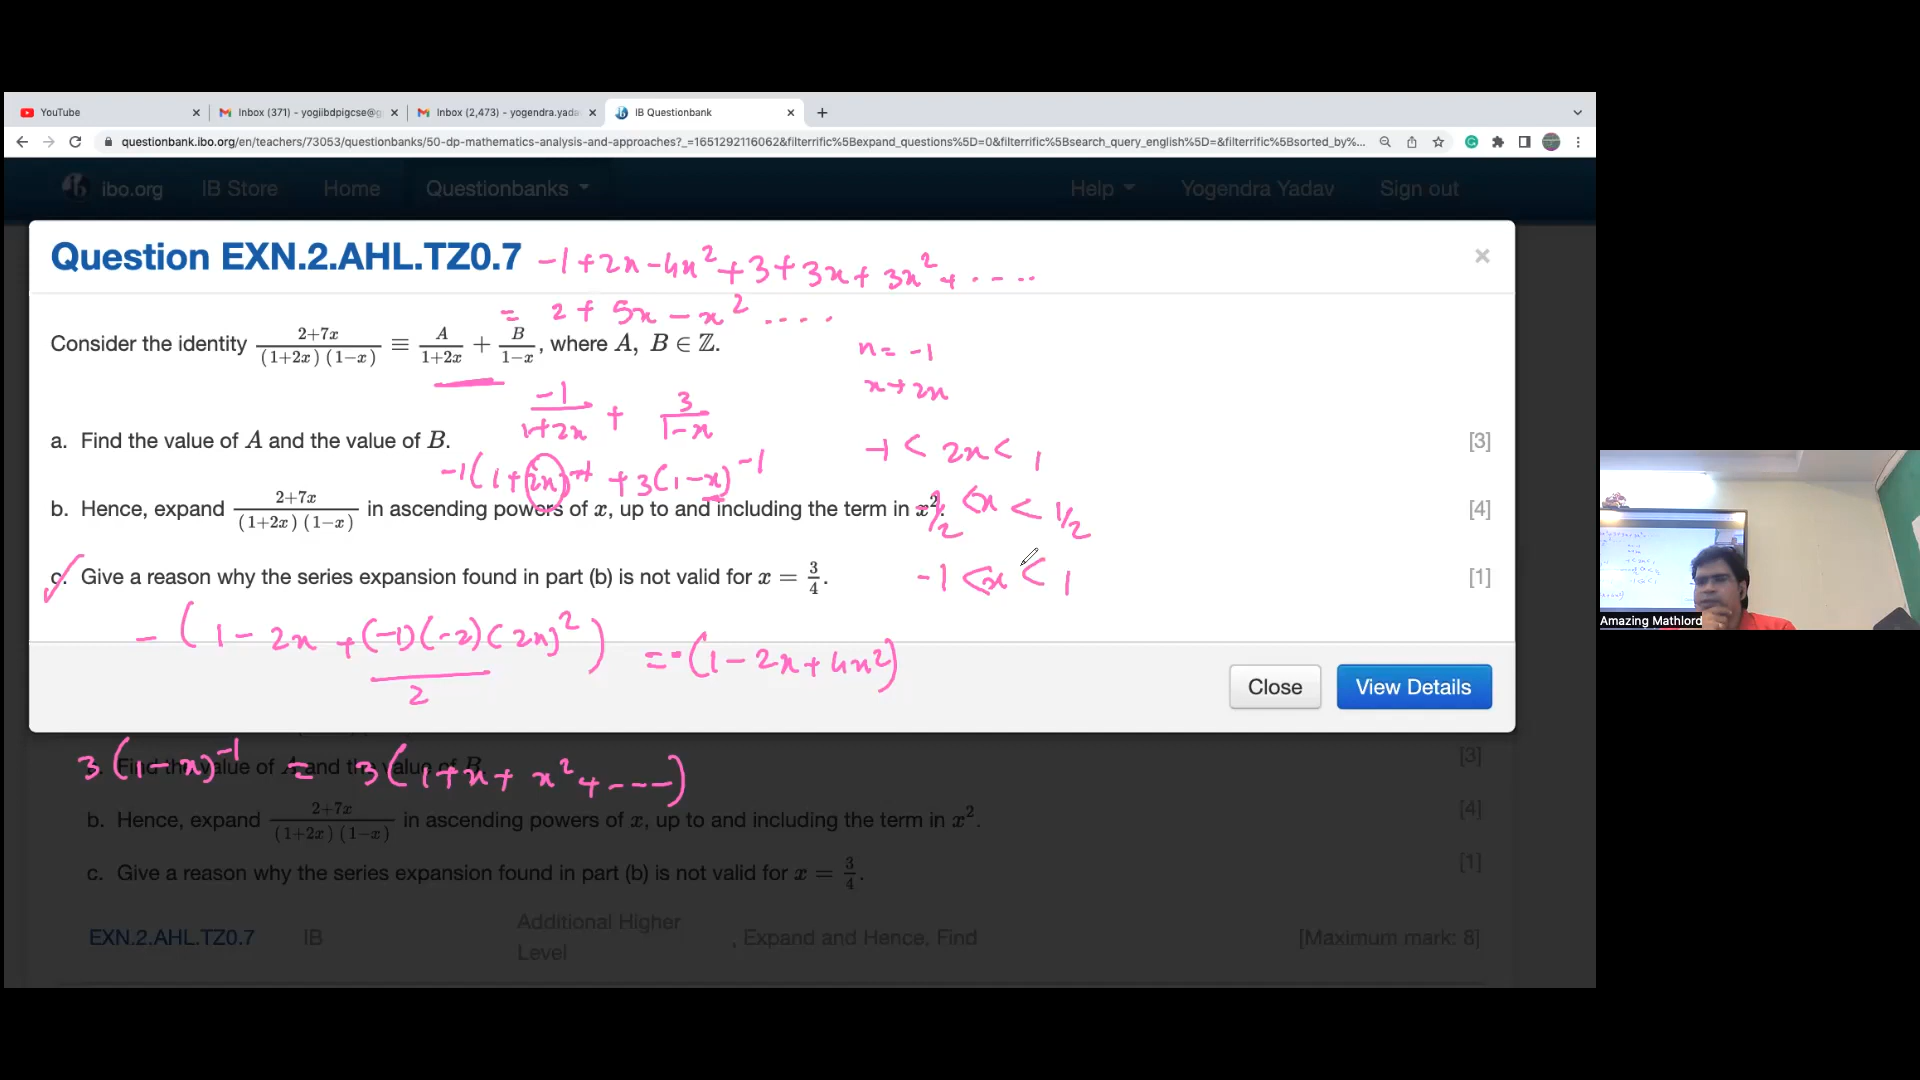 YouTube
Inbox (371) - yogiibdpigcse@g
Inbox (2,473) - yogendra.yada
IB Questionbank
questionbank.ibo.org/en/teachers/73053/questionbanks/50-dp-mathematics-analysis-and-approaches?_=1651292116062&filterrific%5Bexpand_questions%5D=0&filterrific%5Bsearch_query_english%5D=&filterrific%5Bsorted_by%...
ibo.org IB Store Home Questionbanks Help Yogendra Yadav Sign out
Question EXN.2.AHL.TZ0.7
-1+2x-4x²+3+3x+3x²+.....
= 2+5x-x²....
Consider the identity (2+7x)/((1+2x)(1−x)) ≡ A/(1+2x) + B/(1−x), where A, B ∈ ℤ.
n = -1
x→2x
-1/(1+2x) + 3/(1-x)
a. Find the value of A and the value of B. [3]
-1 < 2x < 1
-1(1+2x)⁻¹ + 3(1-x)⁻¹
b. Hence, expand (2+7x)/((1+2x)(1−x)) in ascending powers of x, up to and including the term in x². [4]
-1/2 < x < 1/2
c. Give a reason why the series expansion found in part (b) is not valid for x = 3/4. [1]
-1 < x < 1
-(1-2x+(-1)(-2)(2x)²/2) = -(1-2x+4x²)
Close
View Details
3(1-x)⁻¹ = 3(1+x+x²+----)
a. Find the value of A and the value of B. [3]
b. Hence, expand (2+7x)/((1+2x)(1−x)) in ascending powers of x, up to and including the term in x². [4]
c. Give a reason why the series expansion found in part (b) is not valid for x = 3/4. [1]
EXN.2.AHL.TZ0.7 IB Additional Higher Level , Expand and Hence, Find [Maximum mark: 8]
Amazing Mathlord